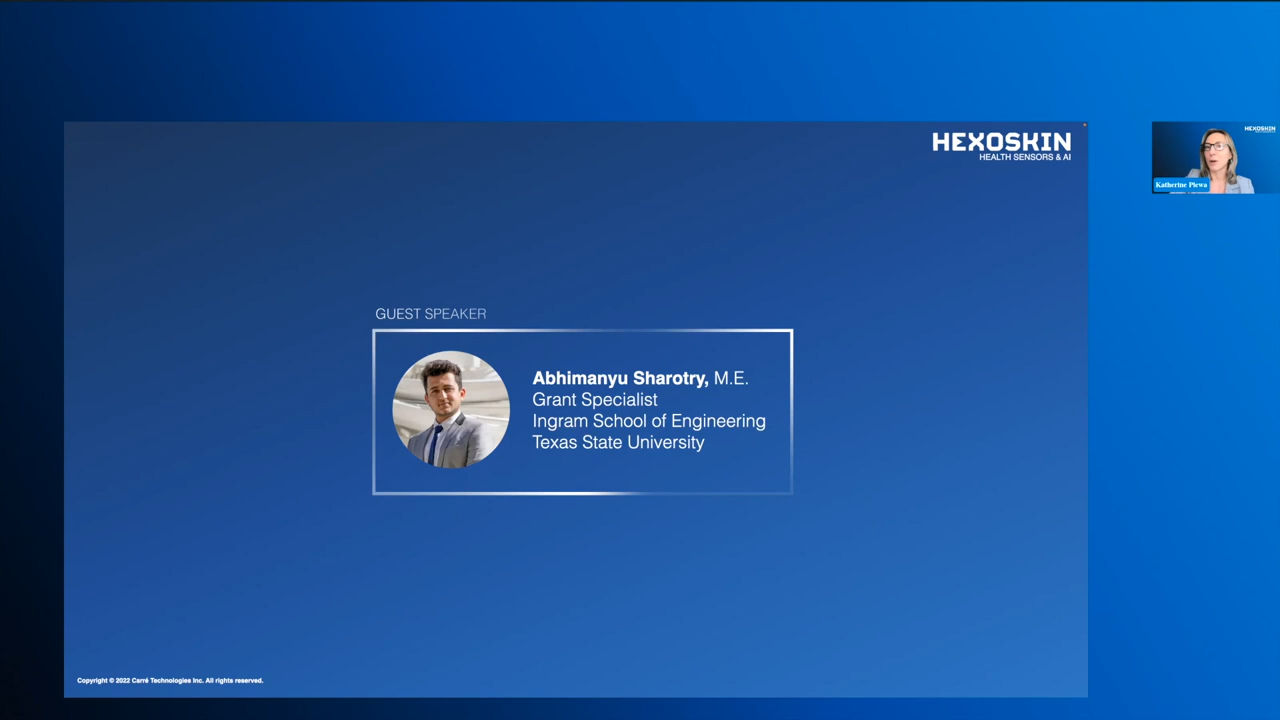 HEXOSKIN
HEALTH SENSORS & AI
HEXOSKIN
Katherine Plewa
GUEST SPEAKER
Abhimanyu Sharotry, M.E.
Grant Specialist
Ingram School of Engineering
Texas State University
Copyright © 2022 Carré Technologies Inc. All rights reserved.